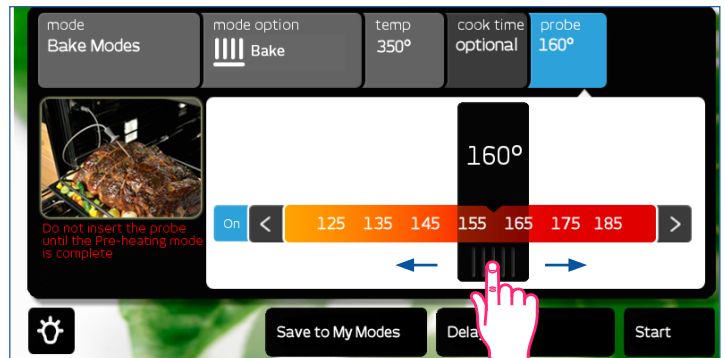 mode
Bake Modes
mode option
Bake
temp
350°
cook time
optional
probe
160°
160°
On < 125 135 145 155 165 175 185 >
Do not insert the probe
until the Pre-heating mode
is complete
Save to My Modes
Start